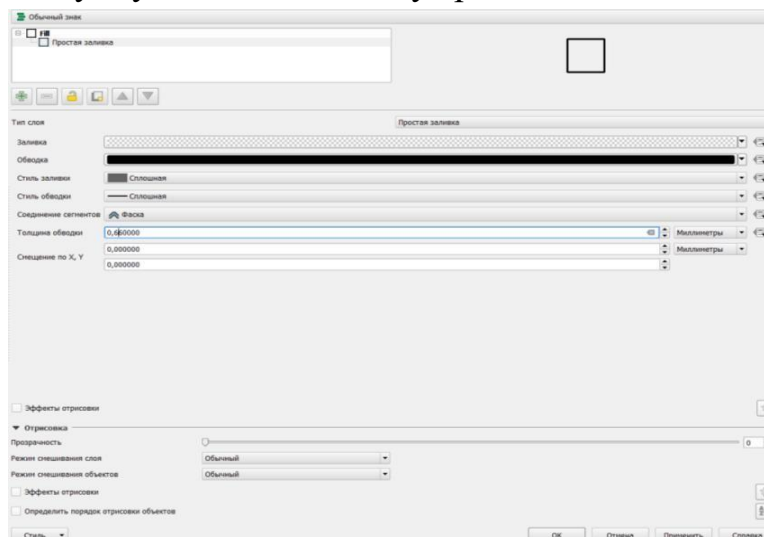 Обычный знак
Fill
Простая заливка
Тип слоя
Простая заливка
Заливка
Обводка
Стиль заливки
Сплошная
Стиль обводки
Сплошная
Соединение сегментов
Фаска
Толщина обводки
0,660000
Миллиметры
Смещение по X, Y
0,000000
Миллиметры
0,000000
Эффекты отрисовки
Отрисовка
Прозрачность
0
Режим смешивания слоя
Обычный
Режим смешивания объектов
Обычный
Эффекты отрисовки
Определить порядок отрисовки объектов
Стиль
OK
Отмена
Применить
Справка